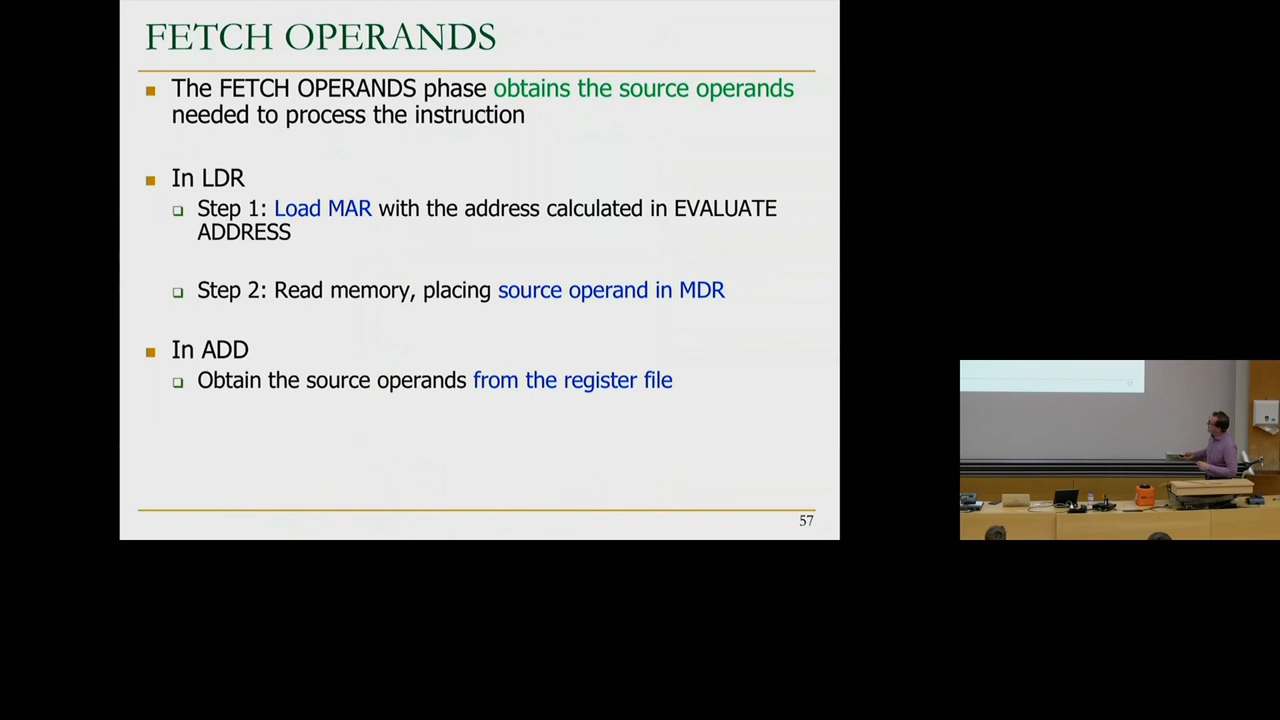 FETCH OPERANDS
The FETCH OPERANDS phase obtains the source operands
needed to process the instruction
In LDR
Step 1: Load MAR with the address calculated in EVALUATE
ADDRESS
Step 2: Read memory, placing source operand in MDR
In ADD
Obtain the source operands from the register file
57